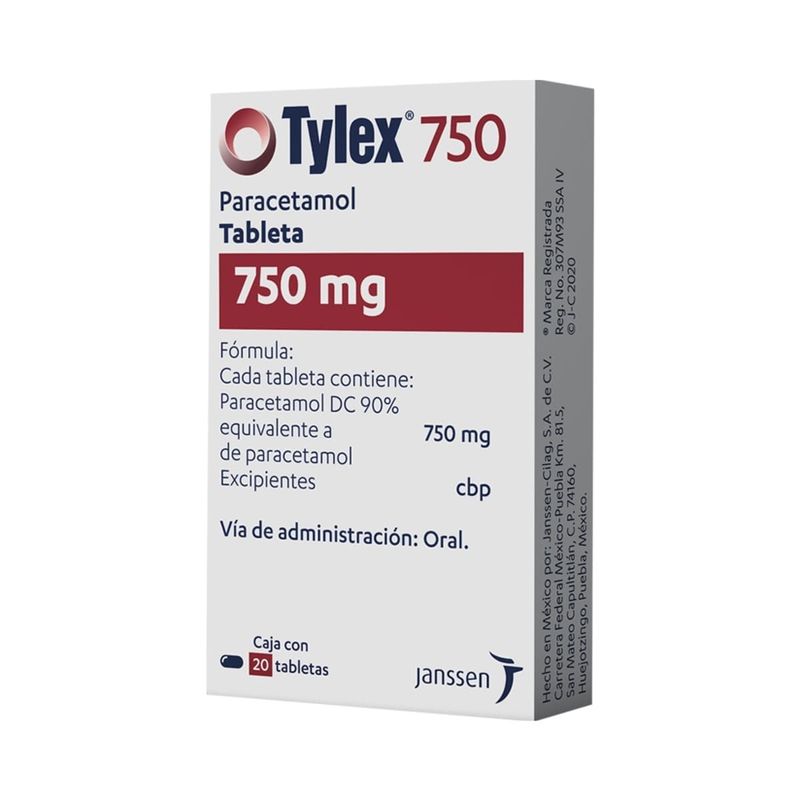 Tylex® 750
Paracetamol
Tableta
750 mg
Fórmula:
Cada tableta contiene:
Paracetamol DC 90%
equivalente a 750 mg
de paracetamol
Excipientes cbp
Vía de administración: Oral.
Caja con
20 tabletas
janssen
® Marca Registrada
Reg. No. 307M93 SSA IV
© J-C 2020
Hecho en México por: Janssen-Cilag, S.A. de C.V.
Carretera Federal México-Puebla Km. 81.5,
San Mateo Capultitlán, C.P. 74160,
Huejotzingo, Puebla, México.